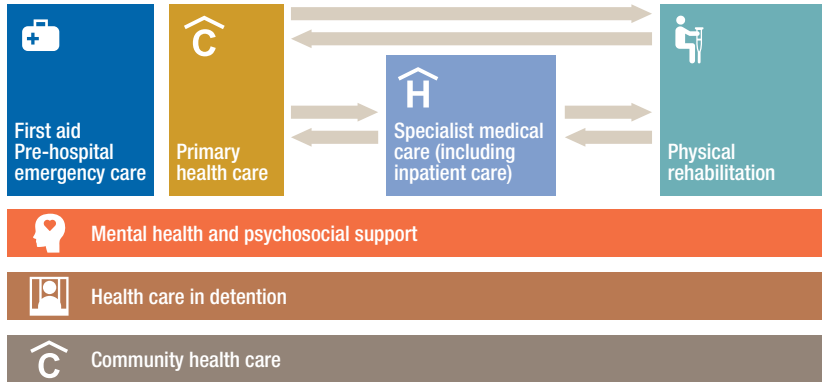 C
H
First aid
Pre-hospital
emergency care
Primary
health care
Specialist medical
care (including
inpatient care)
Physical
rehabilitation
Mental health and psychosocial support
Health care in detention
C
Community health care